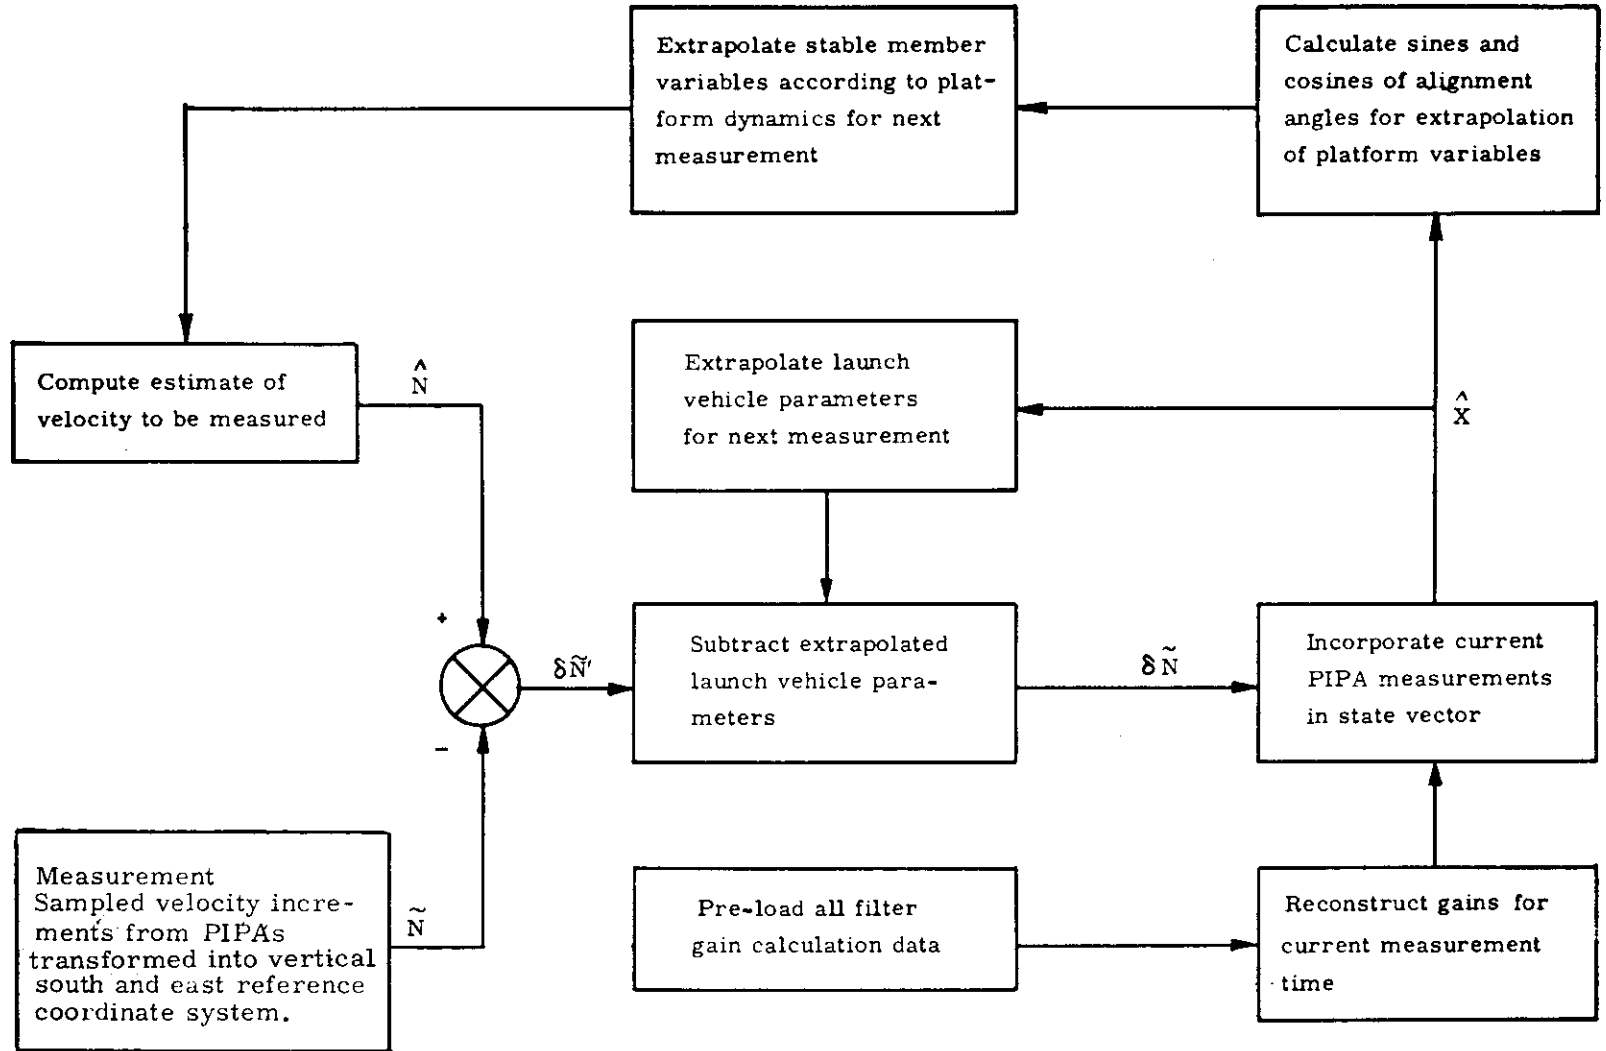 Extrapolate stable member
variables according to plat-
form dynamics for next
measurement
Calculate sines and
cosines of alignment
angles for extrapolation
of platform variables
Compute estimate of
velocity to be measured
N̂
Extrapolate launch
vehicle parameters
for next measurement
X̂
+
−
δÑ'
Subtract extrapolated
launch vehicle para-
meters
δÑ
Incorporate current
PIPA measurements
in state vector
Measurement
Sampled velocity incre-
ments from PIPA's
transformed into vertical
south and east reference
coordinate system.
Ñ
Pre-load all filter
gain calculation data
Reconstruct gains for
current measurement
time